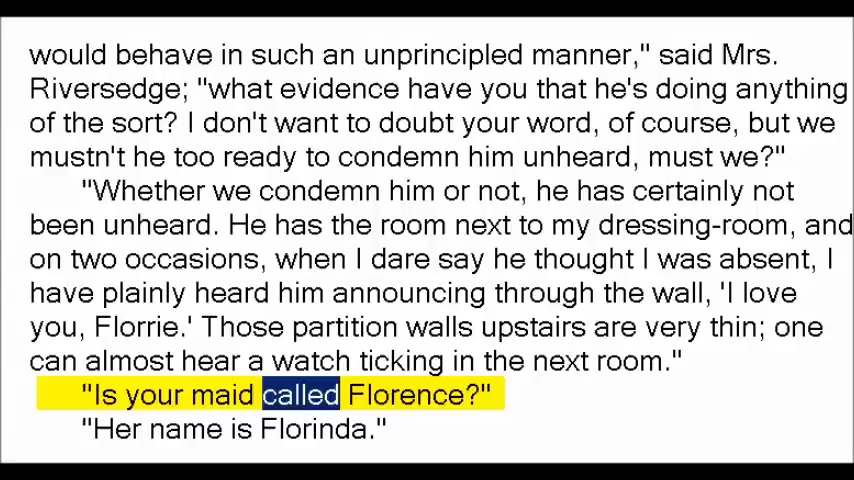 would behave in such an unprincipled manner," said Mrs.
Riversedge; "what evidence have you that he's doing anything
of the sort? I don't want to doubt your word, of course, but we
mustn't he too ready to condemn him unheard, must we?"
"Whether we condemn him or not, he has certainly not
been unheard. He has the room next to my dressing-room, and
on two occasions, when I dare say he thought I was absent, I
have plainly heard him announcing through the wall, 'I love
you, Florrie.' Those partition walls upstairs are very thin; one
can almost hear a watch ticking in the next room."
"Is your maid called Florence?"
"Her name is Florinda."